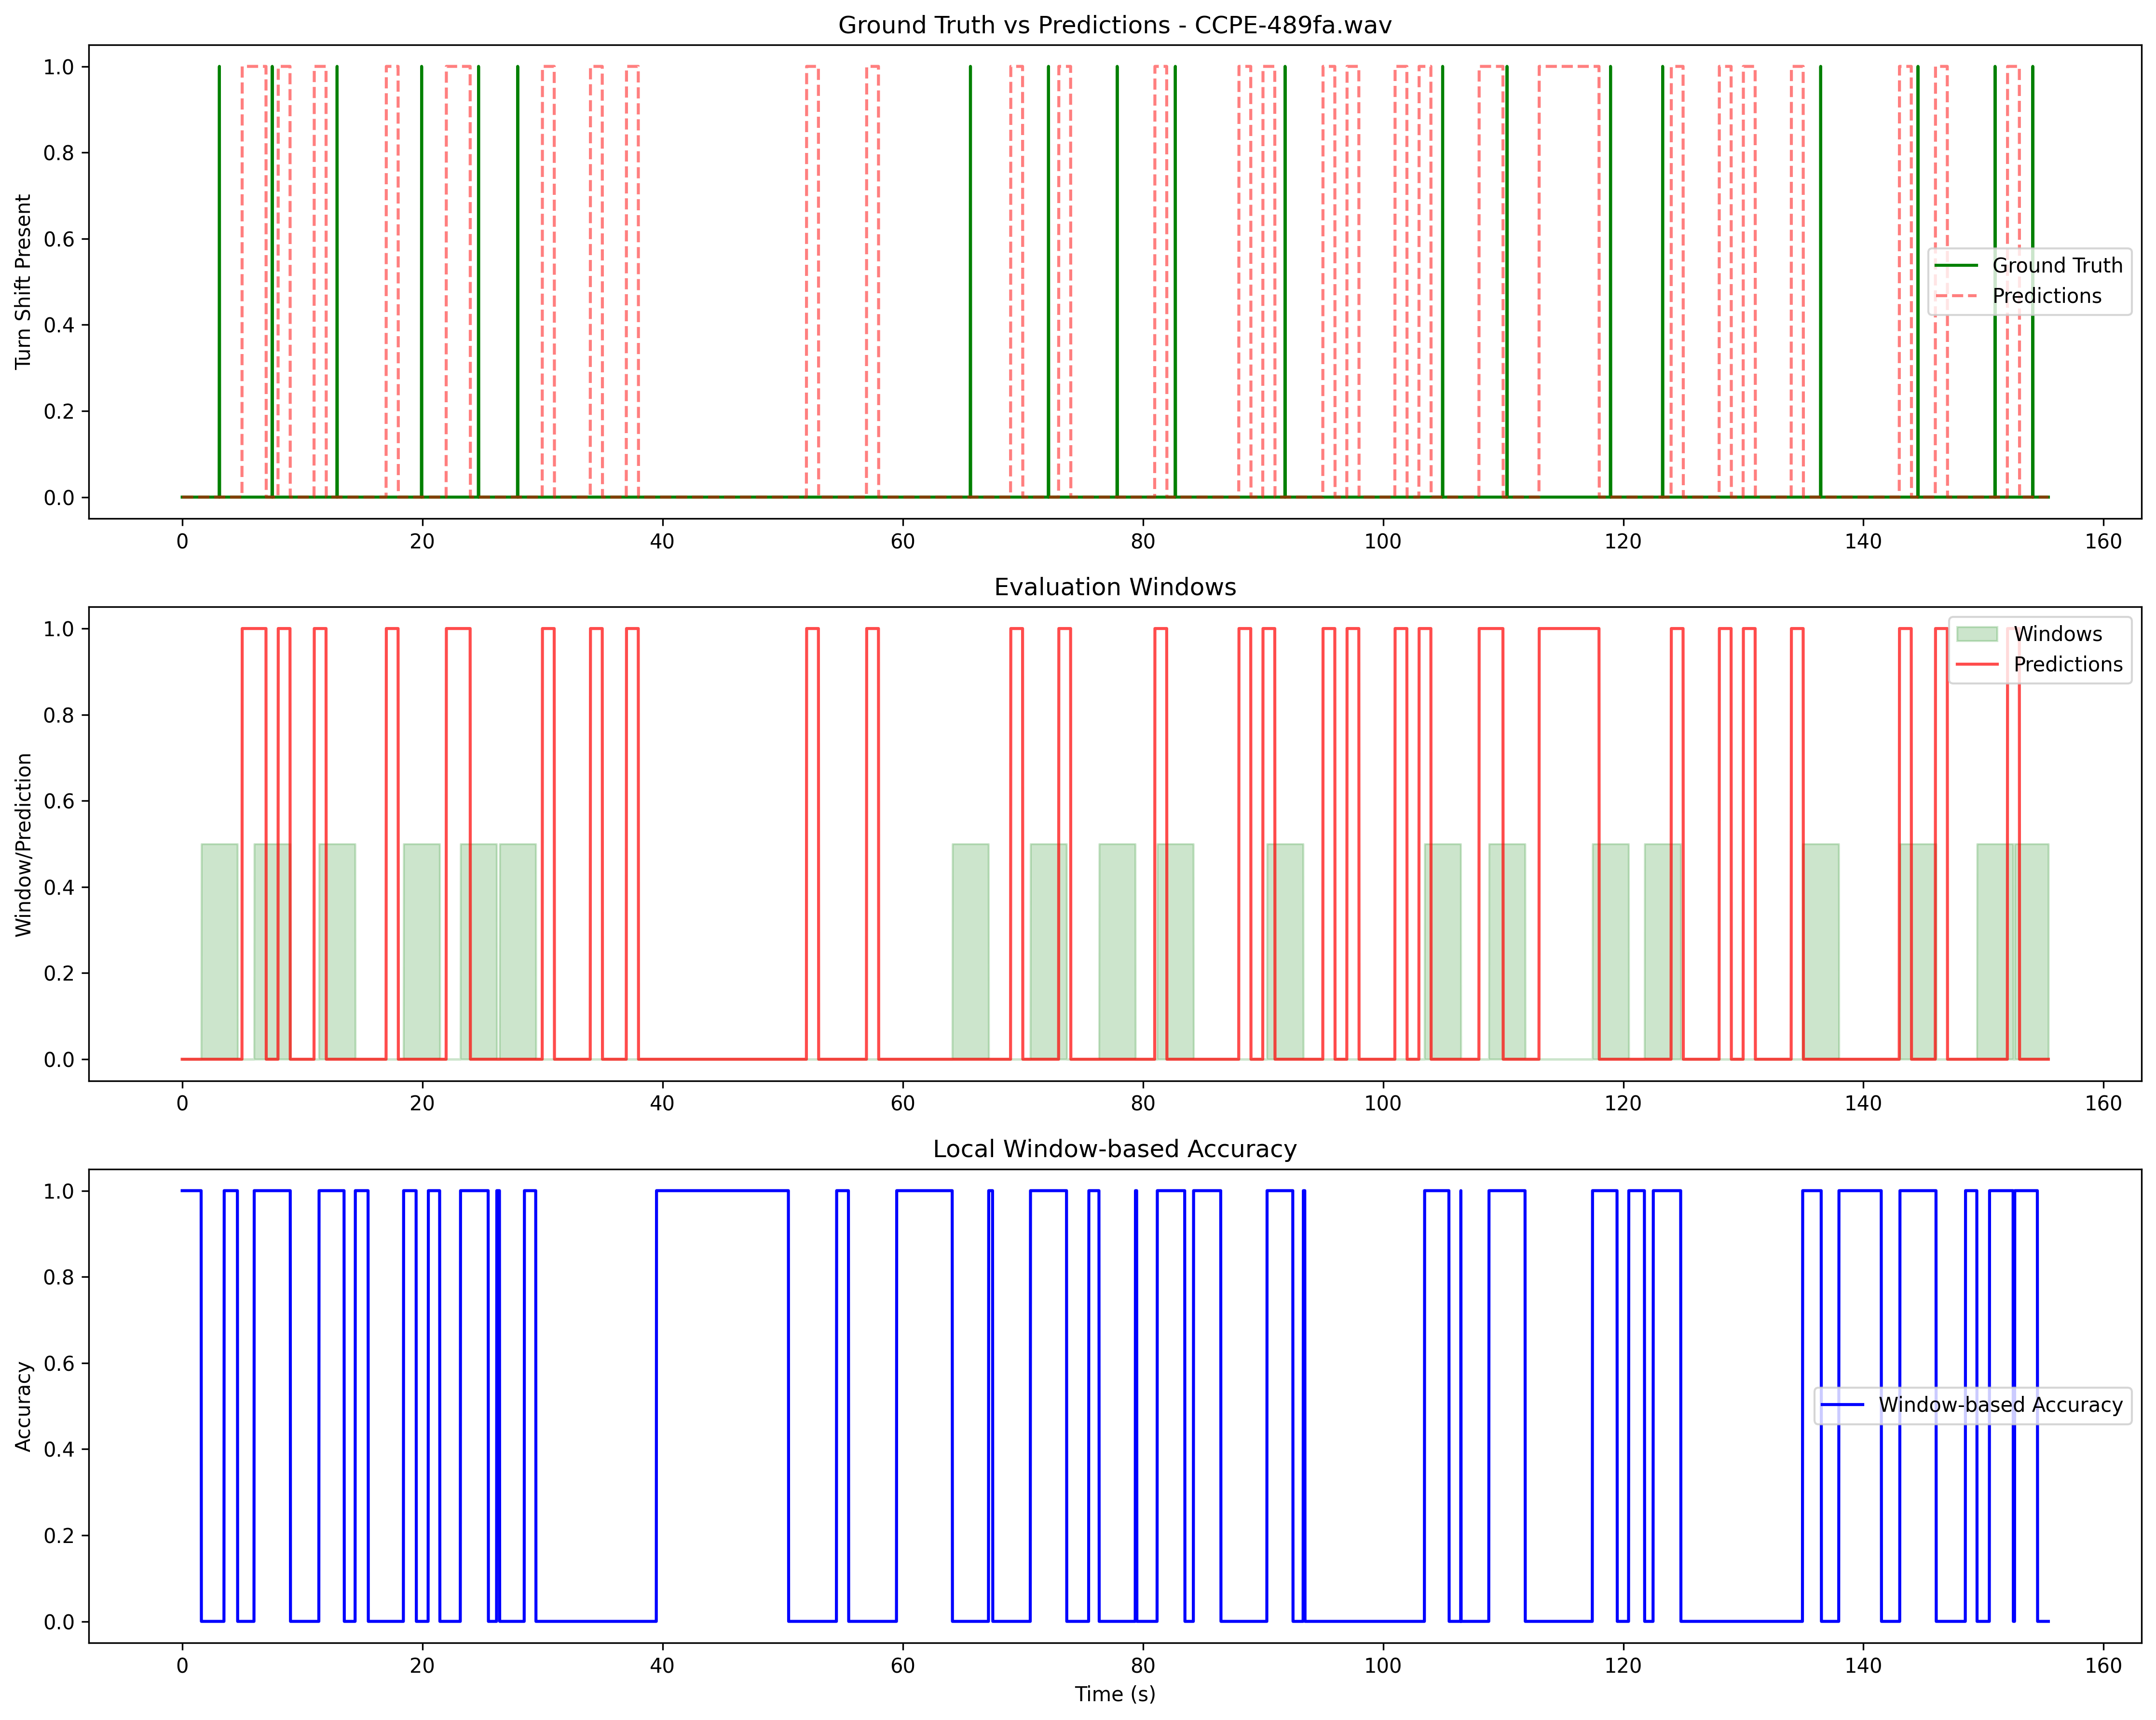 Ground Truth vs Predictions - CCPE-489fa.wav
1.0
0.8
0.6
0.4
0.2
0.0
Turn Shift Present
Ground Truth
Predictions
0 20 40 60 80 100 120 140 160
Evaluation Windows
1.0
0.8
0.6
0.4
0.2
0.0
Window/Prediction
Windows
Predictions
0 20 40 60 80 100 120 140 160
Local Window-based Accuracy
1.0
0.8
0.6
0.4
0.2
0.0
Accuracy
Window-based Accuracy
0 20 40 60 80 100 120 140 160
Time (s)